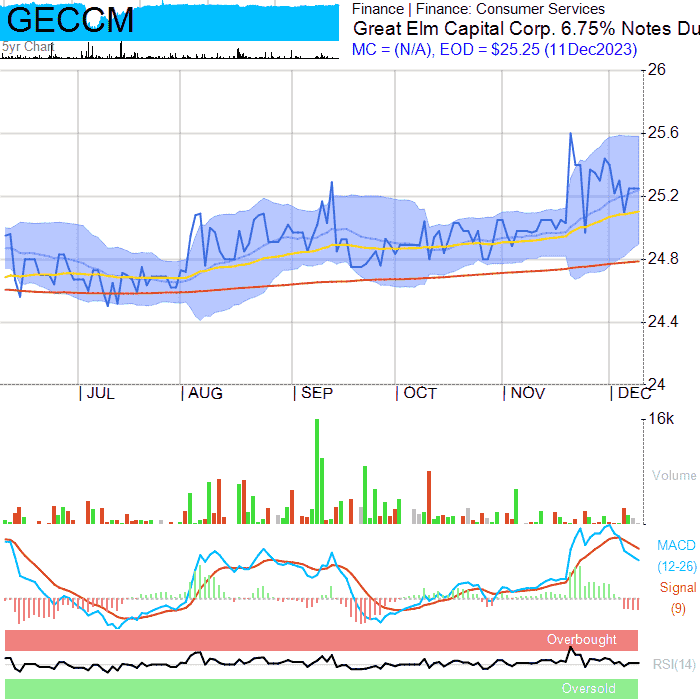 GECCM
5yr Chart
Finance | Finance: Consumer Services
Great Elm Capital Corp. 6.75% Notes Du
MC = (N/A), EOD = $25.25 (11Dec2023)
26
25.6
25.2
24.8
24.4
24
| JUL | AUG | SEP | OCT | NOV | DEC
16k
Volume
MACD
(12-26)
Signal
(9)
Overbought
RSI(14)
Oversold